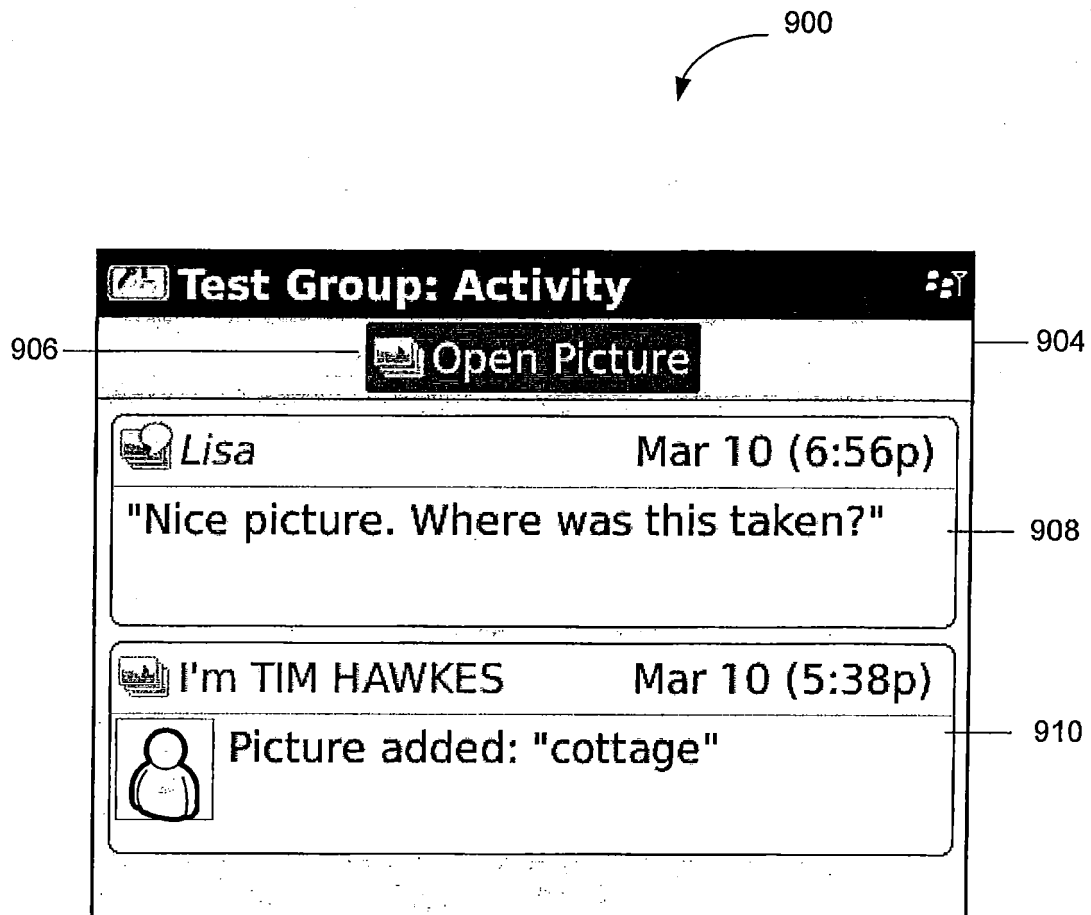 900
Test Group: Activity
906
Open Picture
904
Lisa Mar 10 (6:56p)
"Nice picture. Where was this taken?"
908
I'm TIM HAWKES Mar 10 (5:38p)
Picture added: "cottage"
910